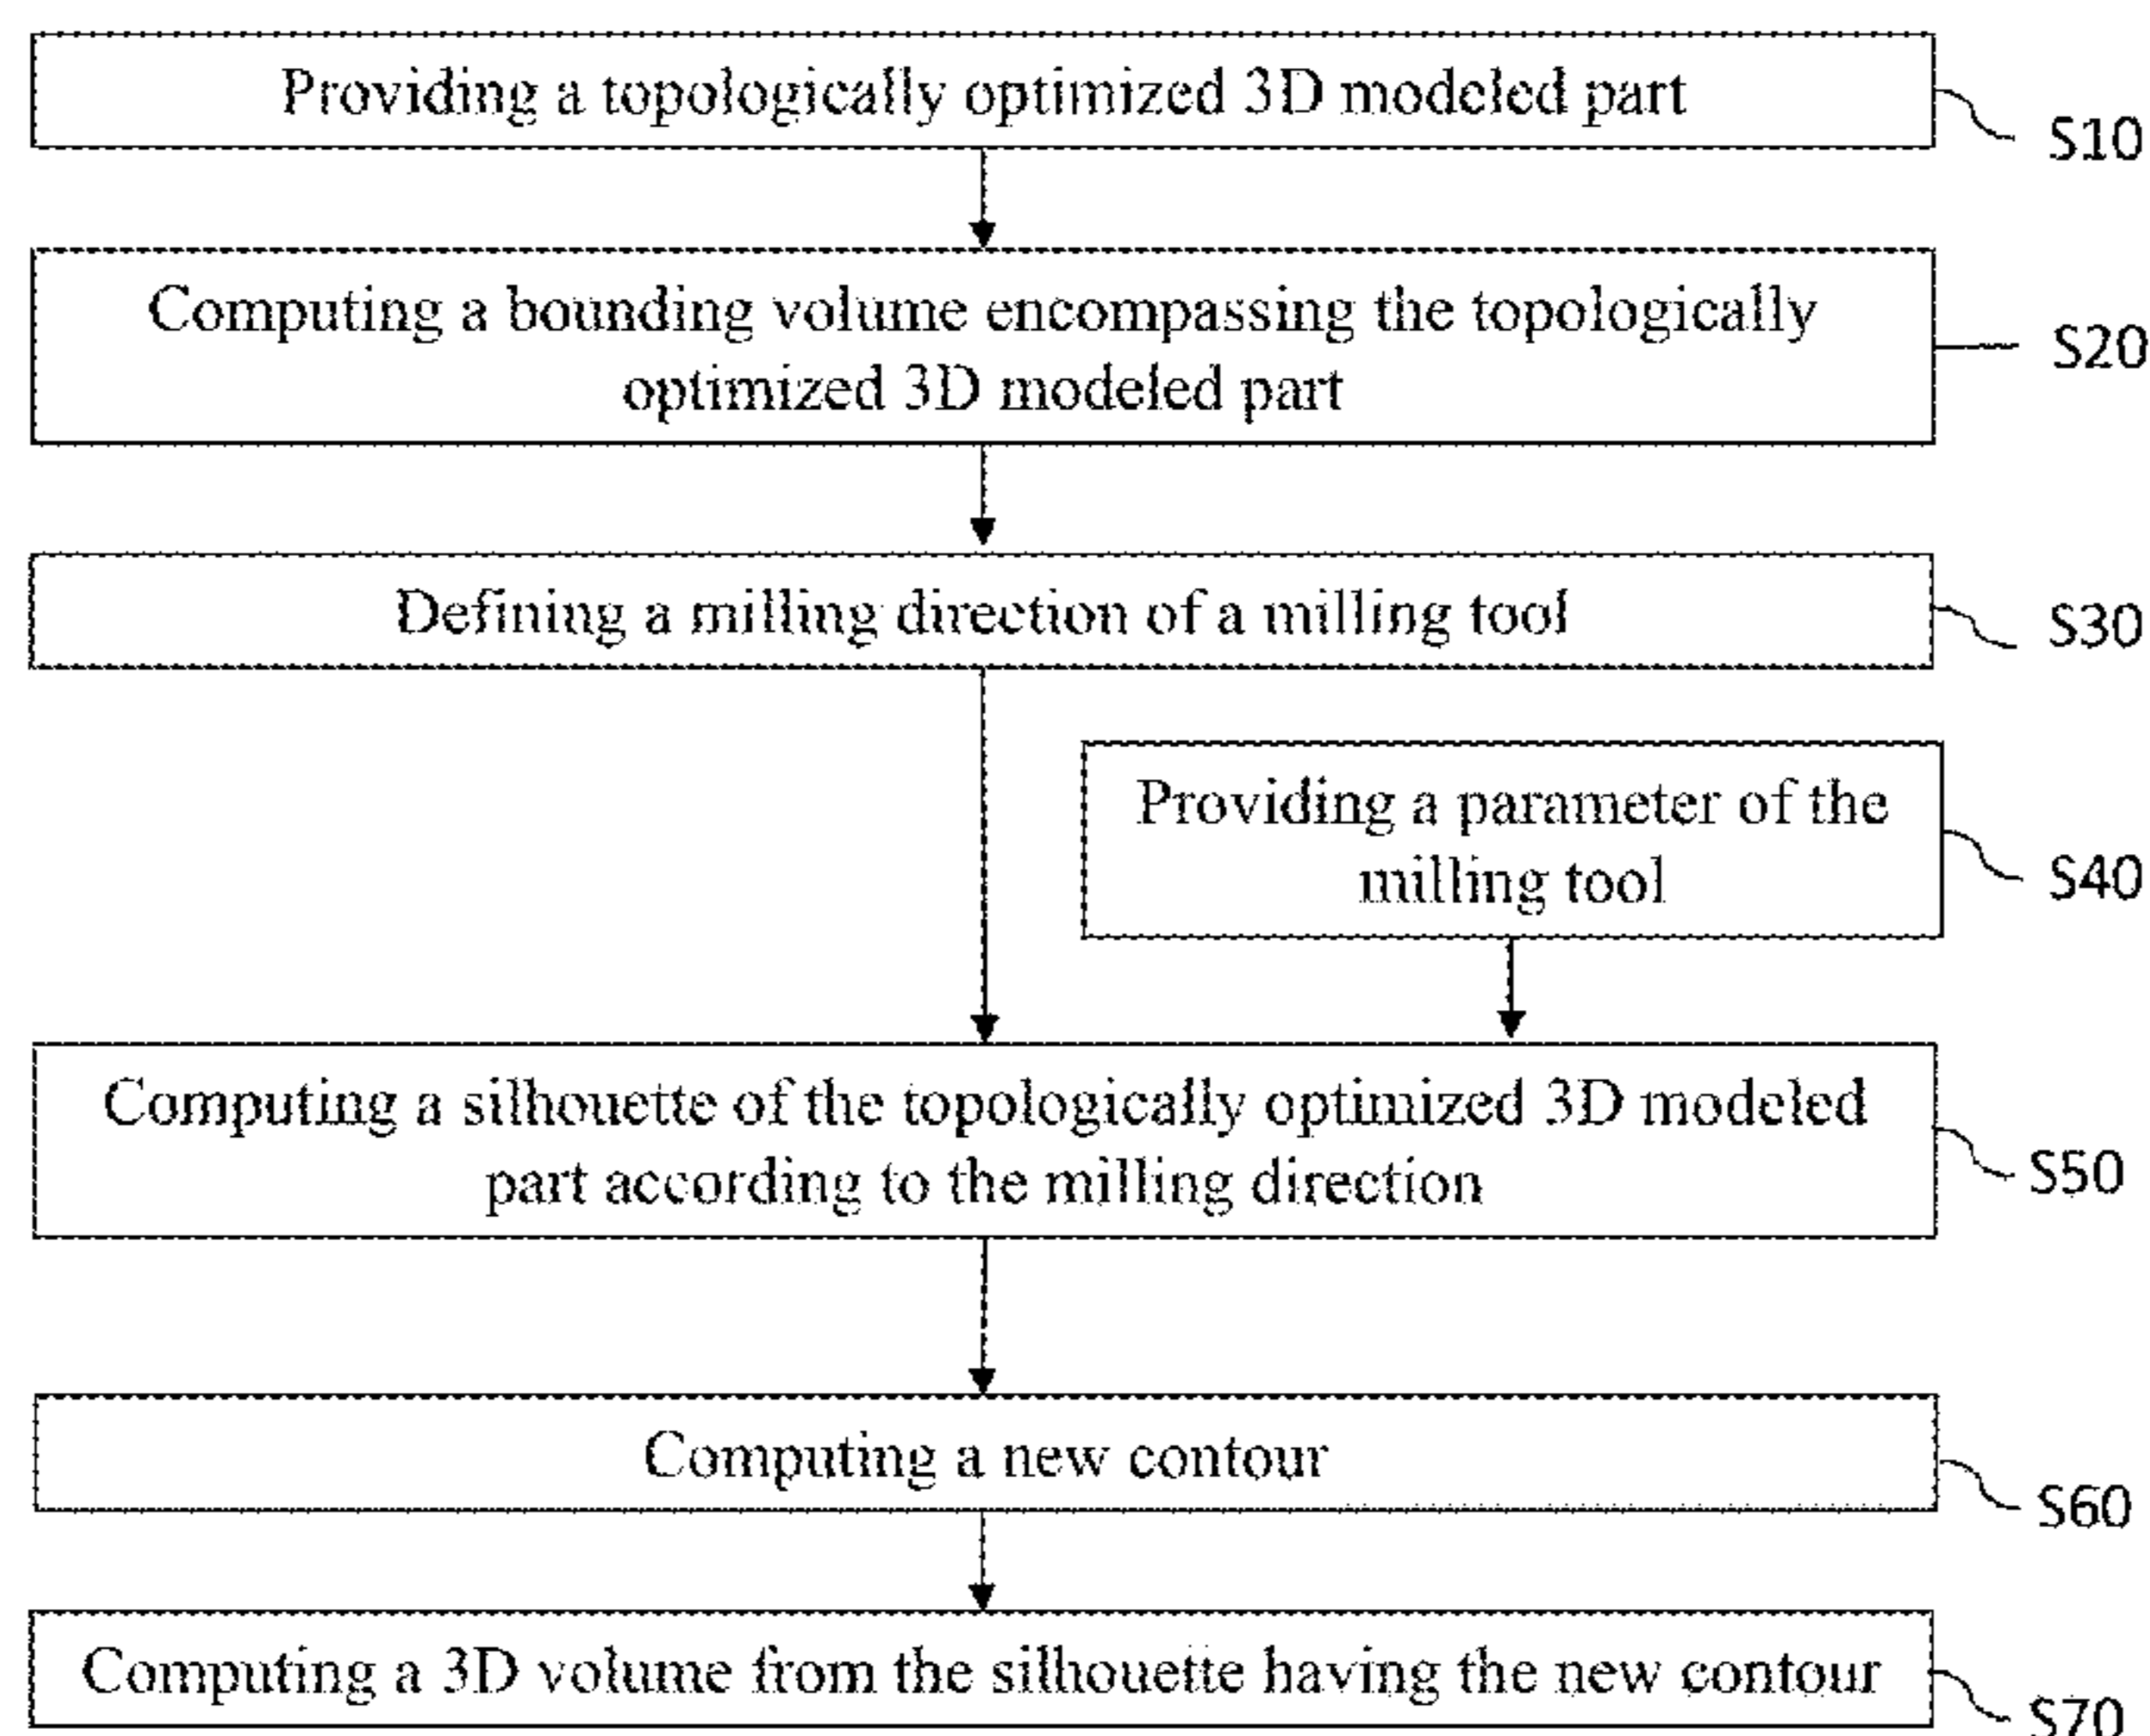 Providing a topologically optimized 3D modeled part
S10
Computing a bounding volume encompassing the topologically
optimized 3D modeled part
S20
Defining a milling direction of a milling tool
S30
Providing a parameter of the
milling tool
S40
Computing a silhouette of the topologically optimized 3D modeled
part according to the milling direction
S50
Computing a new contour
S60
Computing a 3D volume from the silhouette having the new contour
S70